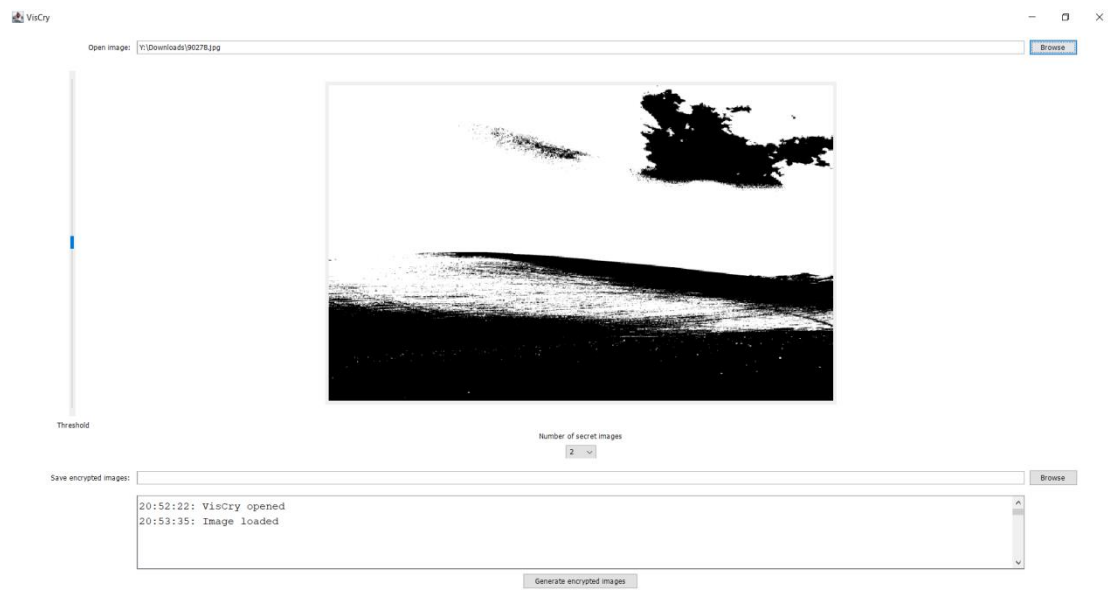 VisCry
Open image: Y:\Downloads\90278.jpg Browse
Threshold
Number of secret images
2
Save encrypted images: Browse
20:52:22: VisCry opened
20:53:35: Image loaded
Generate encrypted images